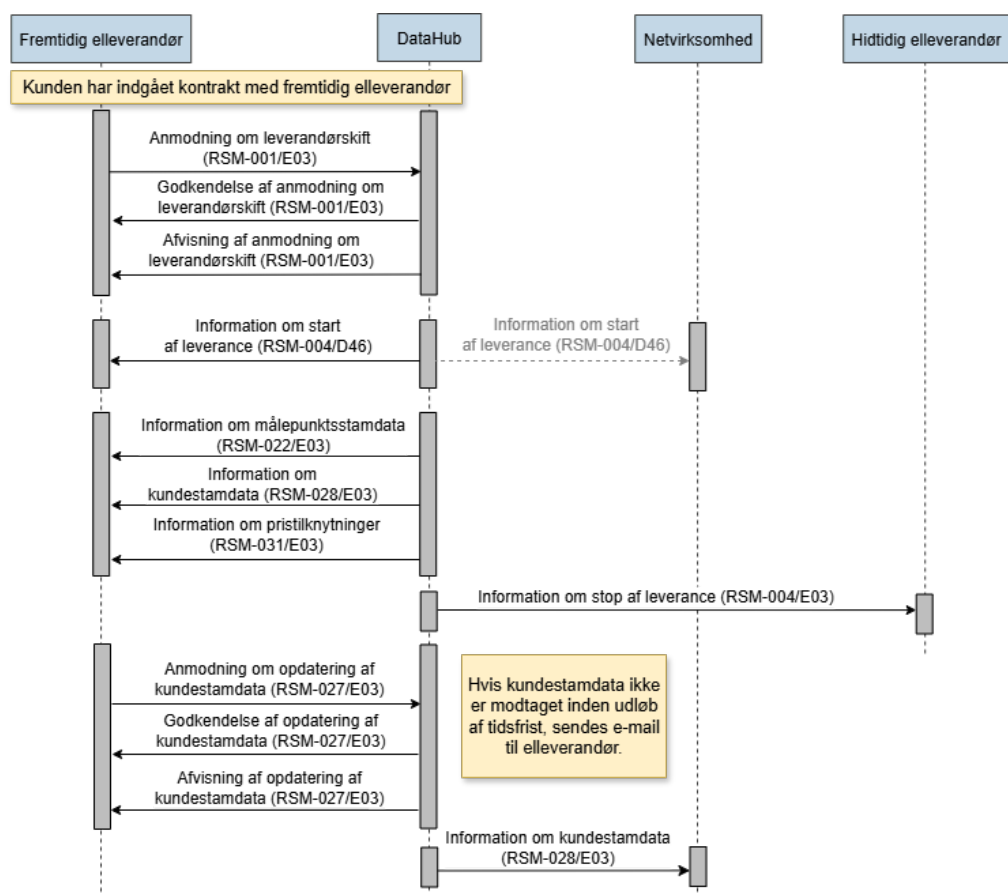 Fremtidig elleverandør
DataHub
Netvirksomhed
Hidtidig elleverandør
Kunden har indgået kontrakt med fremtidig elleverandør
Anmodning om leverandørskift
(RSM-001/E03)
Godkendelse af anmodning om
leverandørskift (RSM-001/E03)
Afvisning af anmodning om
leverandørskift (RSM-001/E03)
Information om start
af leverance (RSM-004/D46)
Information om start
af leverance (RSM-004/D46)
Information om målepunktsstamdata
(RSM-022/E03)
Information om
kundestamdata (RSM-028/E03)
Information om pristilknytninger
(RSM-031/E03)
Information om stop af leverance (RSM-004/E03)
Anmodning om opdatering af
kundestamdata (RSM-027/E03)
Godkendelse af opdatering af
kundestamdata (RSM-027/E03)
Afvisning af opdatering af
kundestamdata (RSM-027/E03)
Hvis kundestamdata ikke
er modtaget inden udløb
af tidsfrist, sendes e-mail
til elleverandør.
Information om kundestamdata
(RSM-028/E03)